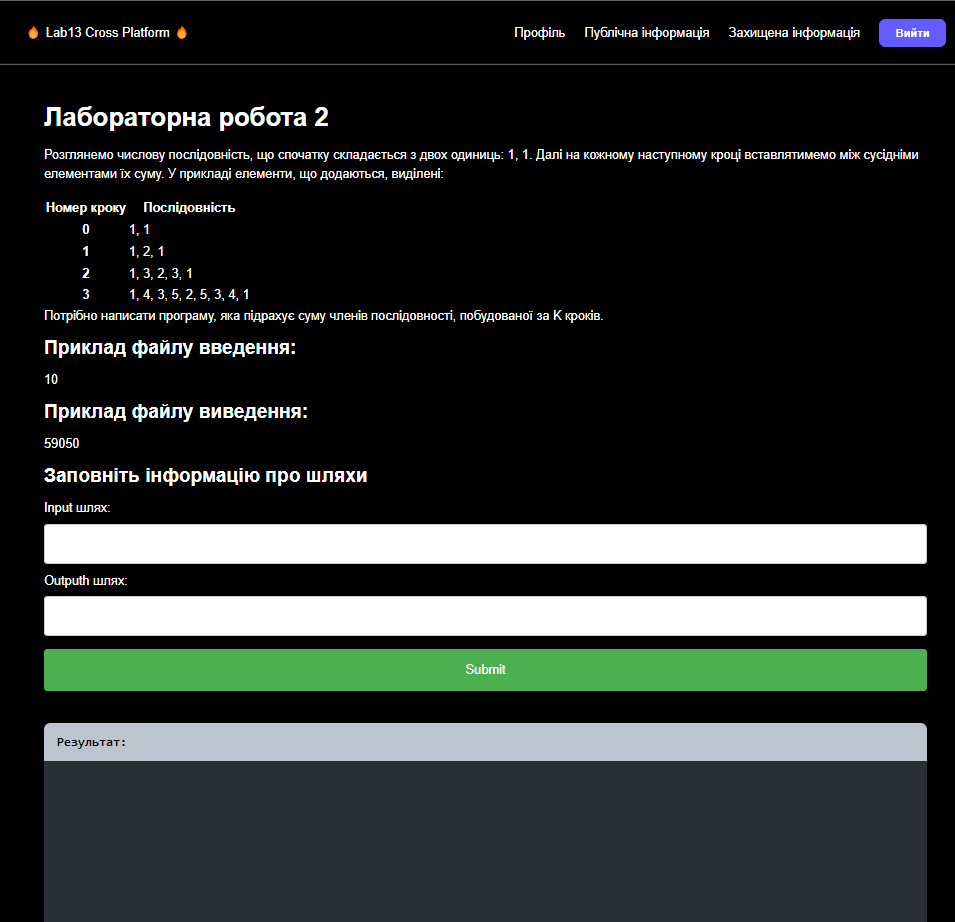 🔥 Lab13 Cross Platform 🔥 Профіль Публічна інформація Захищена інформація Вийти
Лабораторна робота 2
Розглянемо числову послідовність, що спочатку складається з двох одиниць: 1, 1. Далі на кожному наступному кроці вставлятимемо між сусідніми
елементами їх суму. У прикладі елементи, що додаються, виділені:
Номер кроку Послідовність
0 1, 1
1 1, 2, 1
2 1, 3, 2, 3, 1
3 1, 4, 3, 5, 2, 5, 3, 4, 1
Потрібно написати програму, яка підрахує суму членів послідовності, побудованої за K кроків.
Приклад файлу введення:
10
Приклад файлу виведення:
59050
Заповніть інформацію про шляхи
Input шлях:
Outputh шлях:
Submit
Результат: